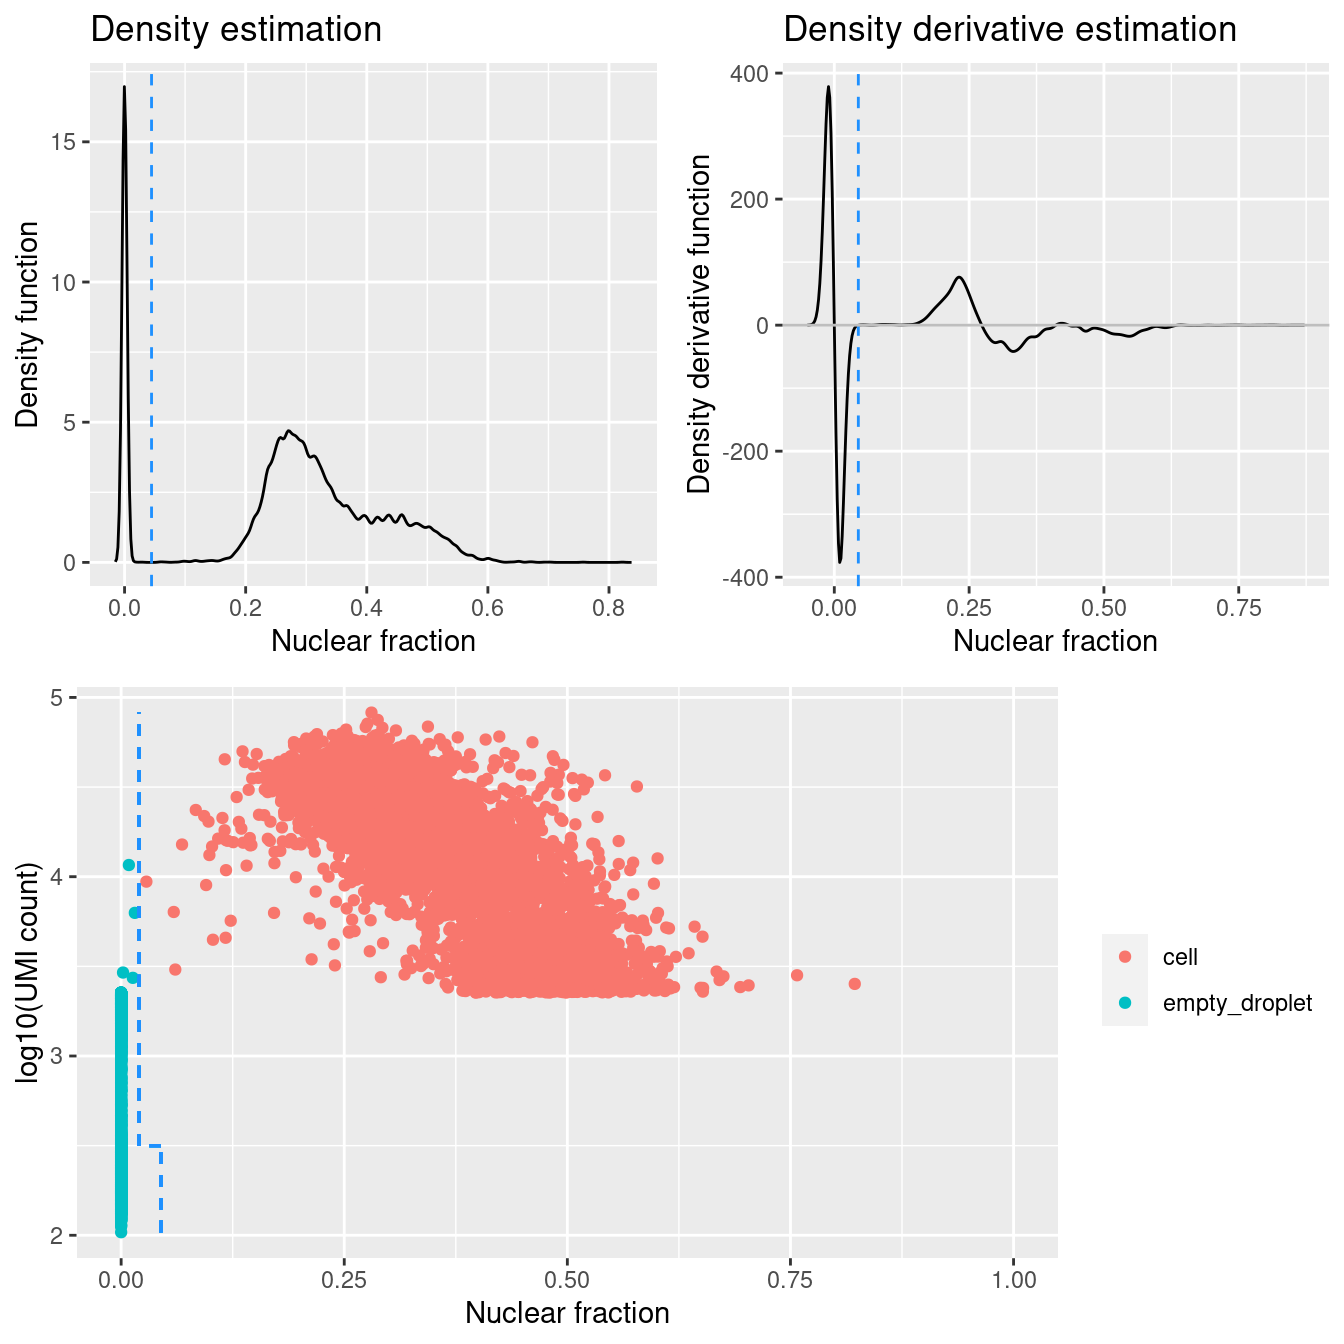 Density estimation
Density function
15
10
5
0
0.0 0.2 0.4 0.6 0.8
Nuclear fraction
Density derivative estimation
Density derivative function
400
200
0
-200
-400
0.00 0.25 0.50 0.75
Nuclear fraction
log10(UMI count)
5
4
3
2
0.00 0.25 0.50 0.75 1.00
Nuclear fraction
cell
empty_droplet